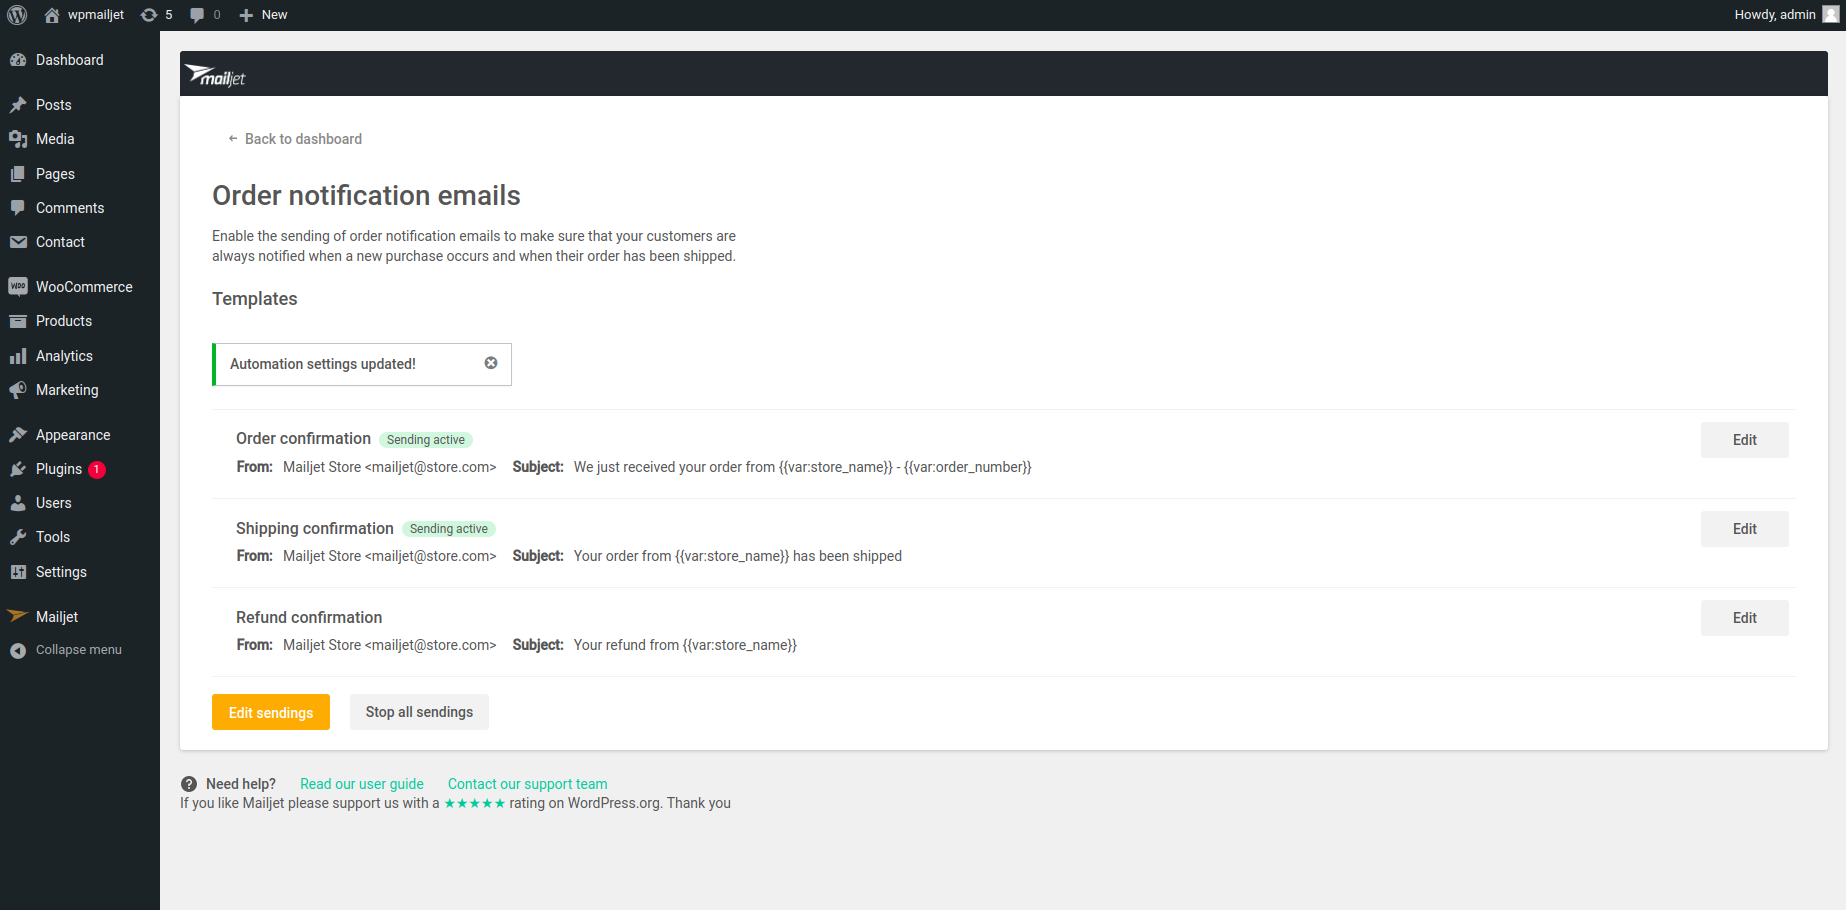 wpmailjet 5 0 New Howdy, admin
Dashboard
Posts
Media
Pages
Comments
Contact
WooCommerce
Products
Analytics
Marketing
Appearance
Plugins 1
Users
Tools
Settings
Mailjet
Collapse menu
mailjet
Back to dashboard
Order notification emails
Enable the sending of order notification emails to make sure that your customers are
always notified when a new purchase occurs and when their order has been shipped.
Templates
Automation settings updated!
Order confirmation Sending active Edit
From: Mailjet Store <mailjet@store.com> Subject: We just received your order from {{var:store_name}} - {{var:order_number}}
Shipping confirmation Sending active Edit
From: Mailjet Store <mailjet@store.com> Subject: Your order from {{var:store_name}} has been shipped
Refund confirmation Edit
From: Mailjet Store <mailjet@store.com> Subject: Your refund from {{var:store_name}}
Edit sendings Stop all sendings
Need help? Read our user guide Contact our support team
If you like Mailjet please support us with a ★★★★★ rating on WordPress.org. Thank you